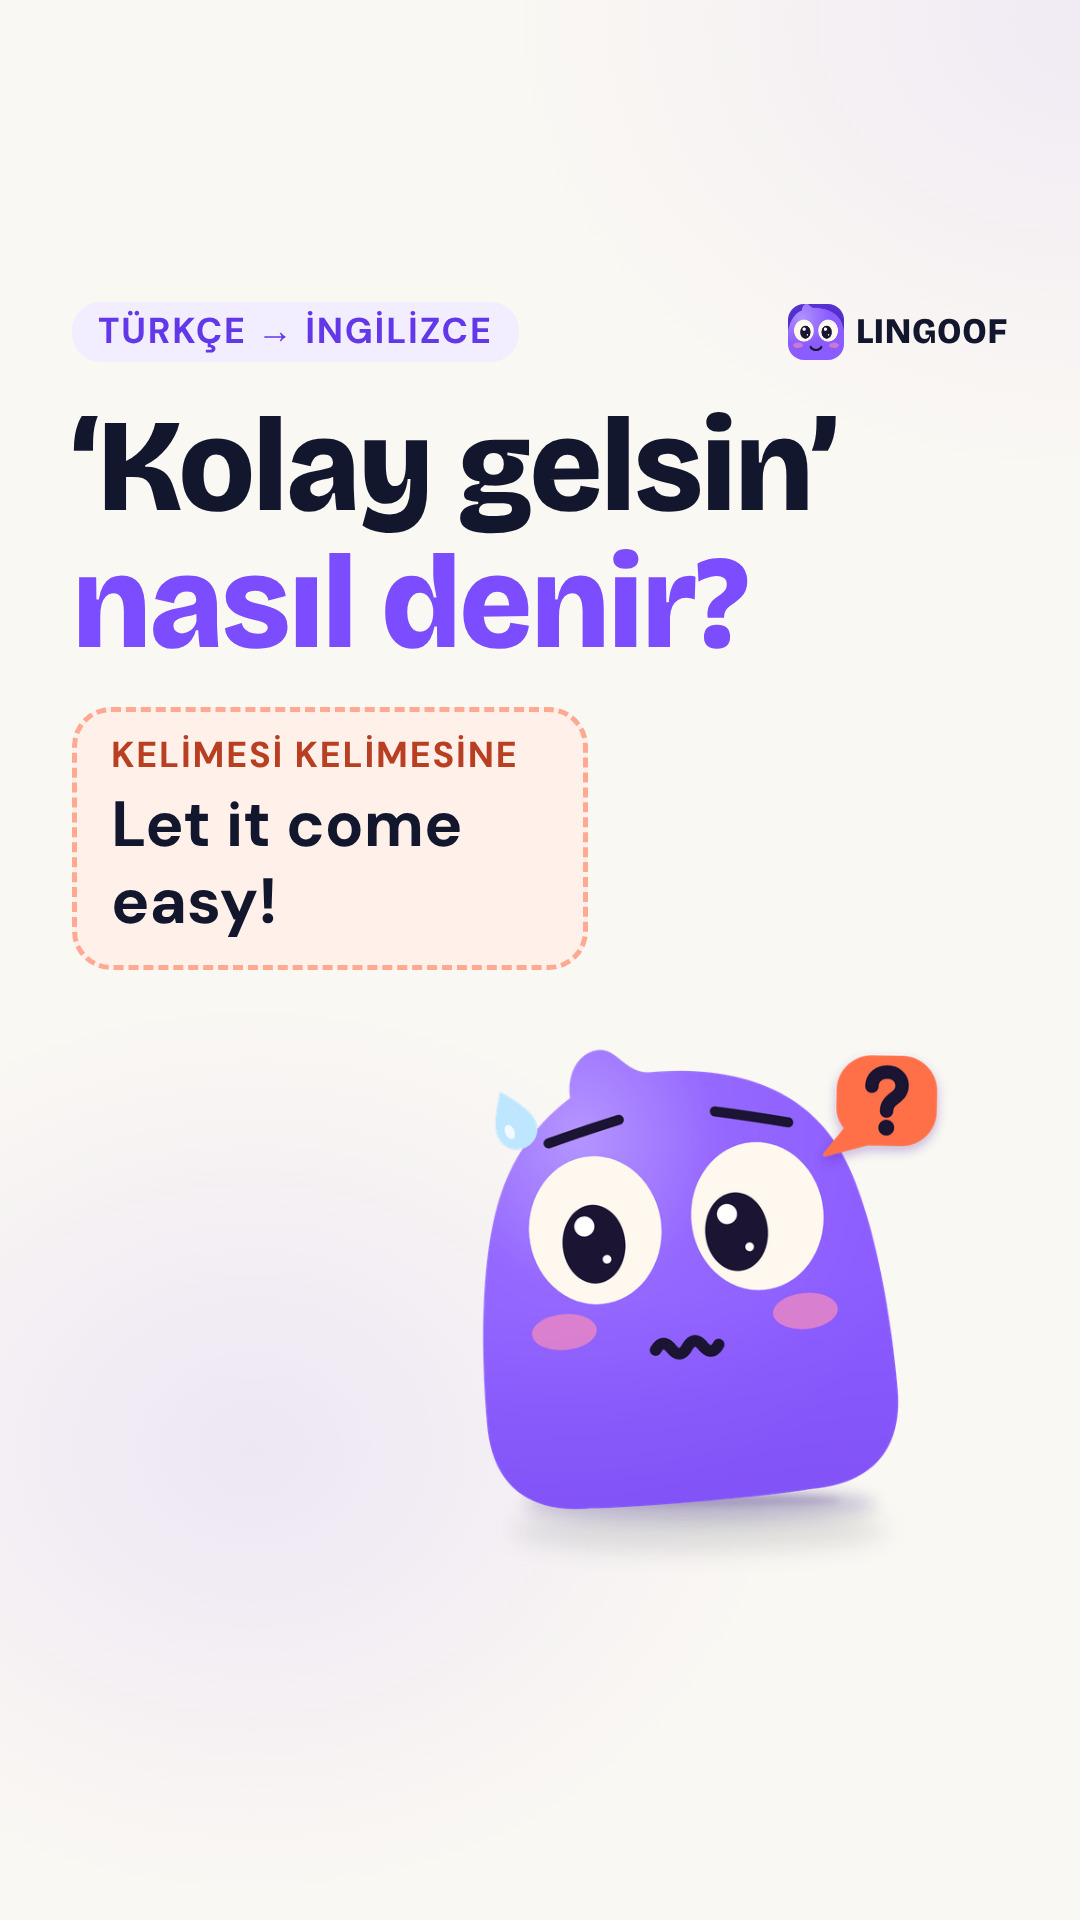 TÜRKÇE → İNGİLİZCE
LINGOOF
‘Kolay gelsin’
nasıl denir?
KELİMESİ KELİMESİNE
Let it come
easy!
?